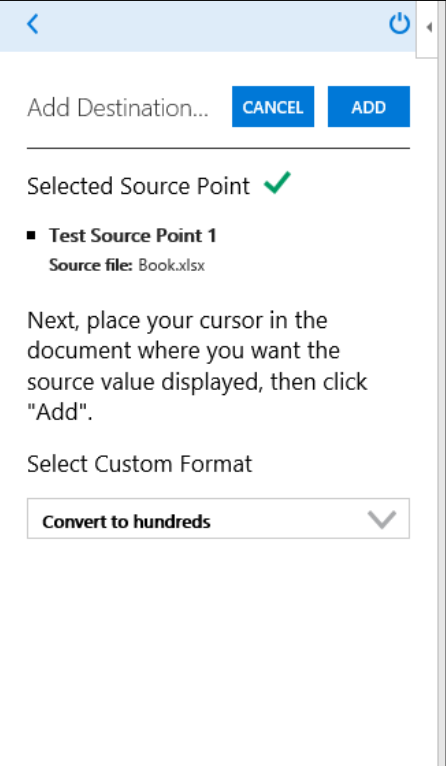 Add Destination...
CANCEL
ADD
Selected Source Point
Test Source Point 1
Source file: Book.xlsx
Next, place your cursor in the
document where you want the
source value displayed, then click
"Add".
Select Custom Format
Convert to hundreds